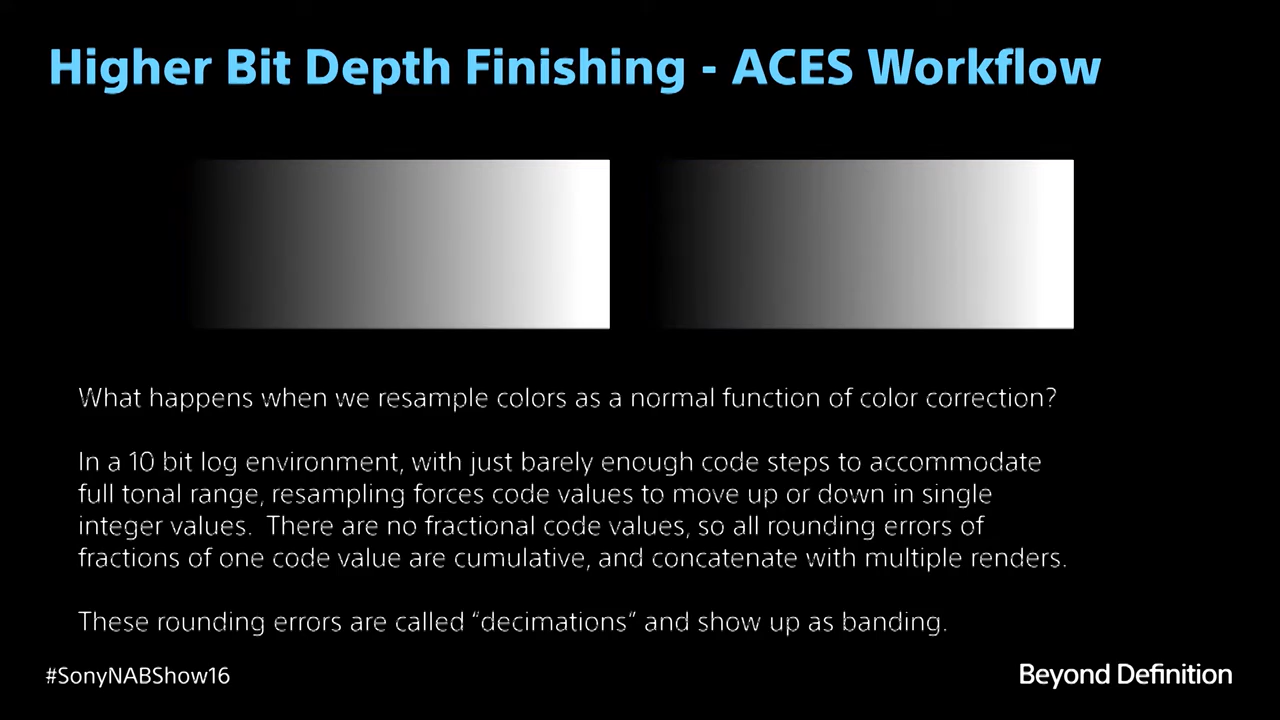 Higher Bit Depth Finishing - ACES Workflow
What happens when we resample colors as a normal function of color correction?
In a 10 bit log environment, with just barely enough code steps to accommodate
full tonal range, resampling forces code values to move up or down in single
integer values.  There are no fractional code values, so all rounding errors of
fractions of one code value are cumulative, and concatenate with multiple renders.
These rounding errors are called “decimations” and show up as banding.
#SonyNABShow16
Beyond Definition